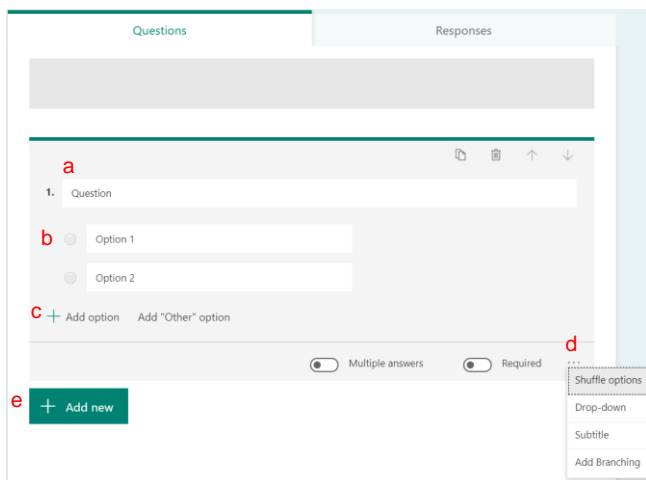 Questions Responses
a
1. Question
b Option 1
Option 2
c + Add option Add "Other" option
d
Multiple answers Required ...
Shuffle options
e + Add new Drop-down
Subtitle
Add Branching